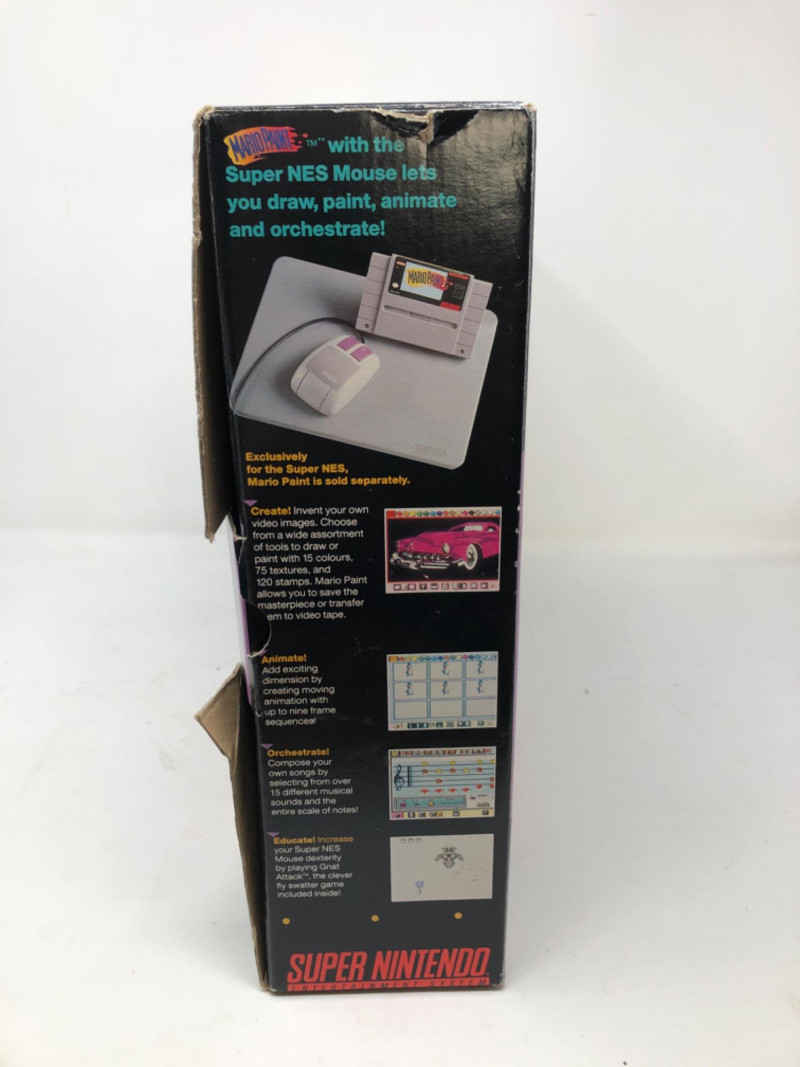 MARIO PAINT ™ with the
Super NES Mouse lets
you draw, paint, animate
and orchestrate!
MARIO PAINT
Exclusively
for the Super NES,
Mario Paint is sold separately.
Create! Invent your own
video images. Choose
from a wide assortment
of tools to draw or
paint with 15 colours,
75 textures, and
120 stamps. Mario Paint
allows you to save the
masterpiece or transfer
em to video tape.
Animate!
Add exciting
dimension by
creating moving
animation with
up to nine frame
sequences!
Orchestrate!
Compose your
own songs by
selecting from over
15 different musical
sounds and the
entire scale of notes!
Educate! Increase
your Super NES
Mouse dexterity
by playing Gnat
Attack™, the clever
fly swatter game
included inside!
SUPER NINTENDO
ENTERTAINMENT SYSTEM